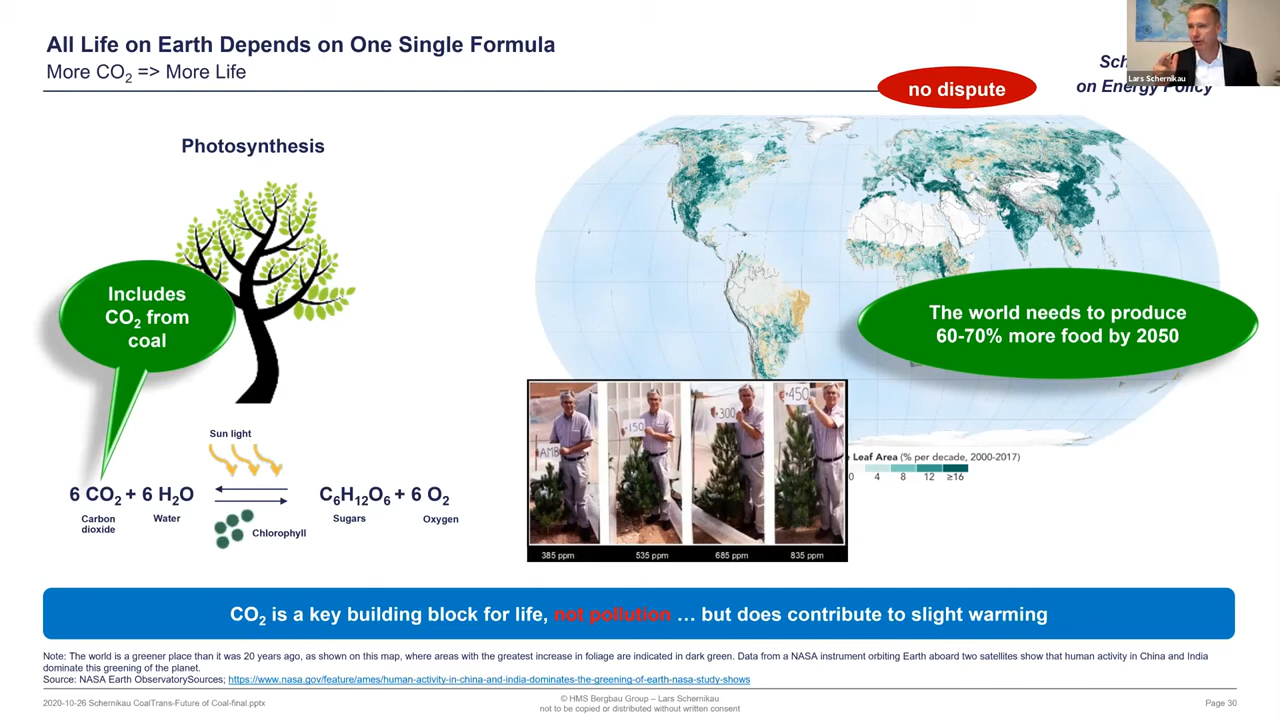 All Life on Earth Depends on One Single Formula
More CO₂ => More Life
no dispute
Sch
on Energy Policy
Lars Schernikau
Photosynthesis
Includes
CO₂ from
coal
The world needs to produce
60-70% more food by 2050
Sun light
6 CO₂ + 6 H₂O
C₆H₁₂O₆ + 6 O₂
Carbon
dioxide
Water
Sugars
Oxygen
Chlorophyll
AMB
+150
+300
+450
385 ppm
535 ppm
685 ppm
835 ppm
Leaf Area (% per decade, 2000-2017)
0 4 8 12 ≥16
CO₂ is a key building block for life, not pollution … but does contribute to slight warming
Note: The world is a greener place than it was 20 years ago, as shown on this map, where areas with the greatest increase in foliage are indicated in dark green. Data from a NASA instrument orbiting Earth aboard two satellites show that human activity in China and India
dominate this greening of the planet.
Source: NASA Earth ObservatorySources; https://www.nasa.gov/feature/ames/human-activity-in-china-and-india-dominates-the-greening-of-earth-nasa-study-shows
2020-10-26 Schernikau CoalTrans-Future of Coal-final.pptx
© HMS Bergbau Group – Lars Schernikau
not to be copied or distributed without written consent
Page 30